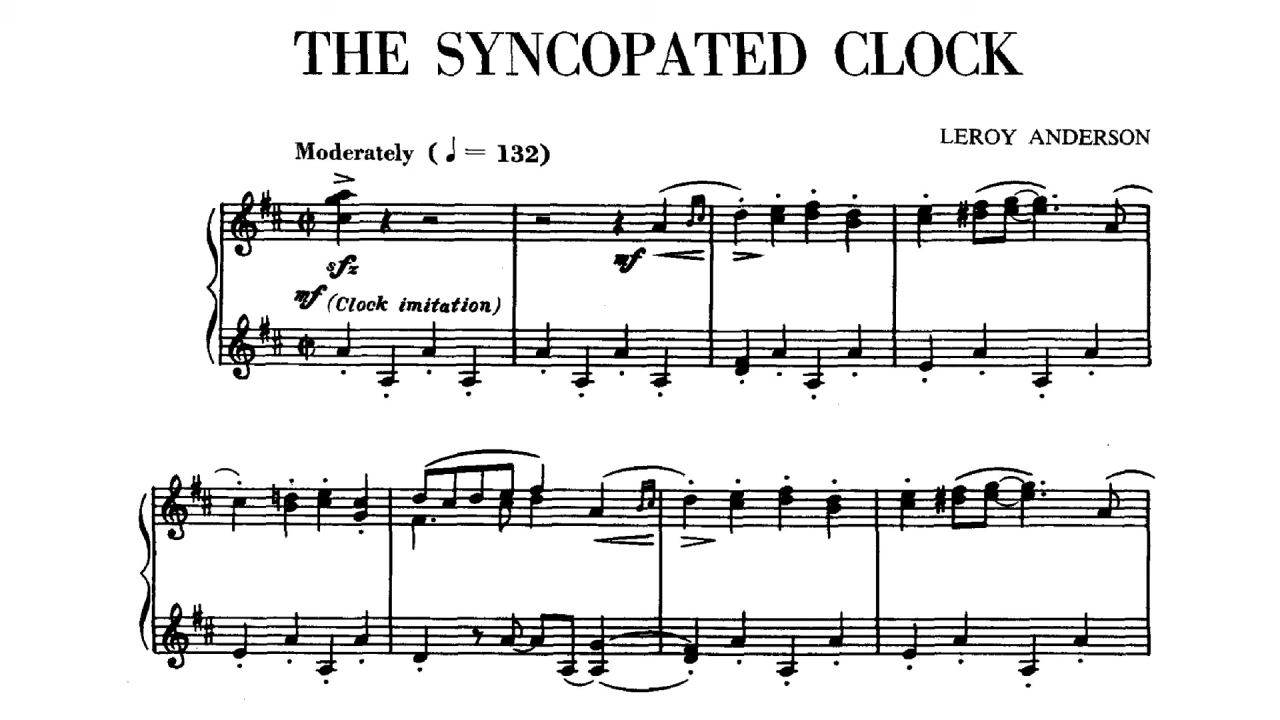 THE SYNCOPATED CLOCK
LEROY ANDERSON
Moderately (♩= 132)
sfz
mf
mf (Clock imitation)